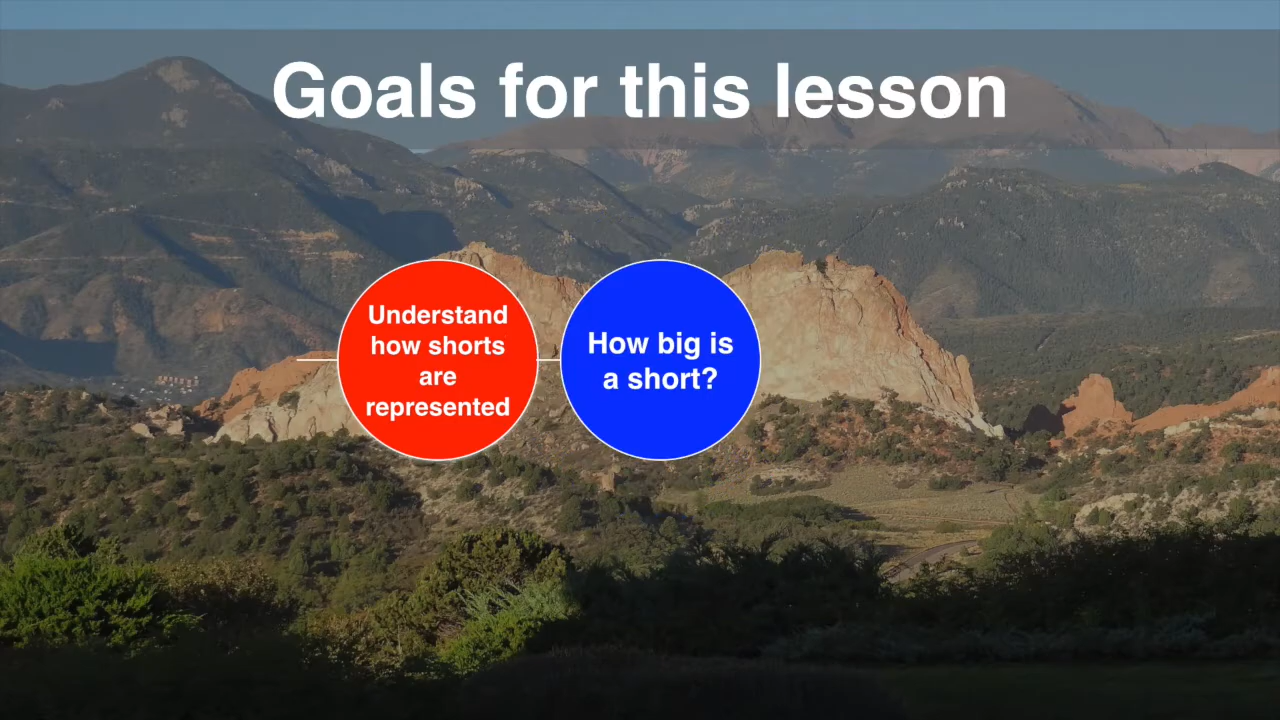 Goals for this lesson
Understand
how shorts
are
represented
How big is
a short?